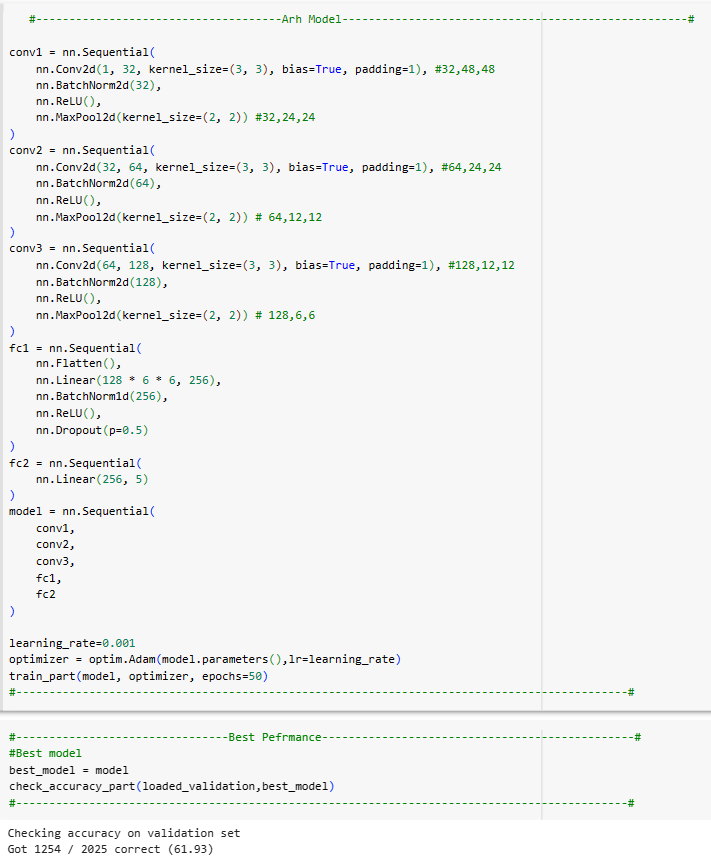 #-------------------------------------Arh Model----------------------------------------------------#
conv1 = nn.Sequential(
    nn.Conv2d(1, 32, kernel_size=(3, 3), bias=True, padding=1), #32,48,48
    nn.BatchNorm2d(32),
    nn.ReLU(),
    nn.MaxPool2d(kernel_size=(2, 2)) #32,24,24
)
conv2 = nn.Sequential(
    nn.Conv2d(32, 64, kernel_size=(3, 3), bias=True, padding=1), #64,24,24
    nn.BatchNorm2d(64),
    nn.ReLU(),
    nn.MaxPool2d(kernel_size=(2, 2)) # 64,12,12
)
conv3 = nn.Sequential(
    nn.Conv2d(64, 128, kernel_size=(3, 3), bias=True, padding=1), #128,12,12
    nn.BatchNorm2d(128),
    nn.ReLU(),
    nn.MaxPool2d(kernel_size=(2, 2)) # 128,6,6
)
fc1 = nn.Sequential(
    nn.Flatten(),
    nn.Linear(128 * 6 * 6, 256),
    nn.BatchNorm1d(256),
    nn.ReLU(),
    nn.Dropout(p=0.5)
)
fc2 = nn.Sequential(
    nn.Linear(256, 5)
)
model = nn.Sequential(
    conv1,
    conv2,
    conv3,
    fc1,
    fc2
)
learning_rate=0.001
optimizer = optim.Adam(model.parameters(),lr=learning_rate)
train_part(model, optimizer, epochs=50)
#--------------------------------------------------------------------------------------------#
#--------------------------------Best Pefrmance-----------------------------------------------#
#Best model
best_model = model
check_accuracy_part(loaded_validation,best_model)
#--------------------------------------------------------------------------------------------#
Checking accuracy on validation set
Got 1254 / 2025 correct (61.93)